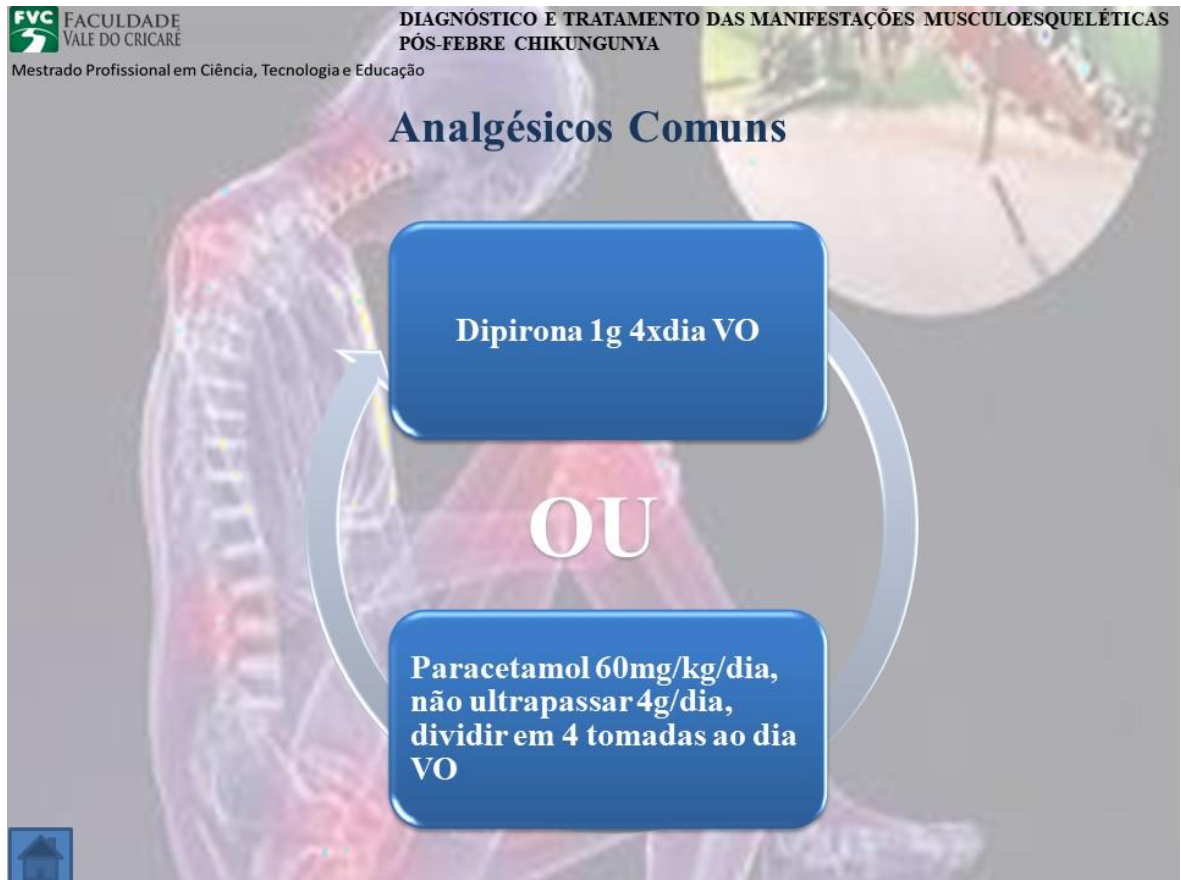 FVC FACULDADE
VALE DO CRICARÉ
Mestrado Profissional em Ciência, Tecnologia e Educação
DIAGNÓSTICO E TRATAMENTO DAS MANIFESTAÇÕES MUSCULOESQUELÉTICAS
PÓS-FEBRE CHIKUNGUNYA
Analgésicos Comuns
Dipirona 1g 4xdia VO
OU
Paracetamol 60mg/kg/dia,
não ultrapassar 4g/dia,
dividir em 4 tomadas ao dia
VO